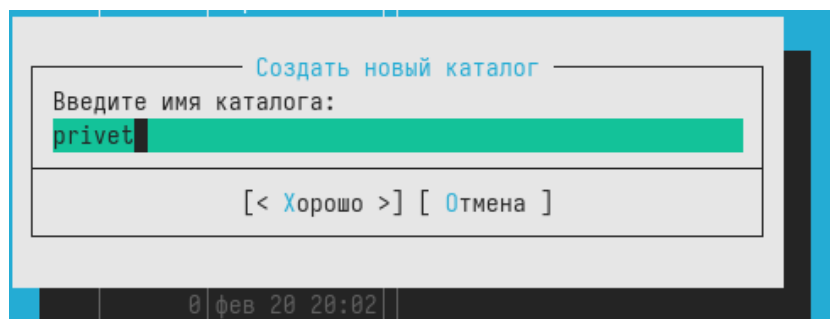 Создать новый каталог
Введите имя каталога:
privet
[< Хорошо >] [ Отмена ]
0 фев 20 20:02